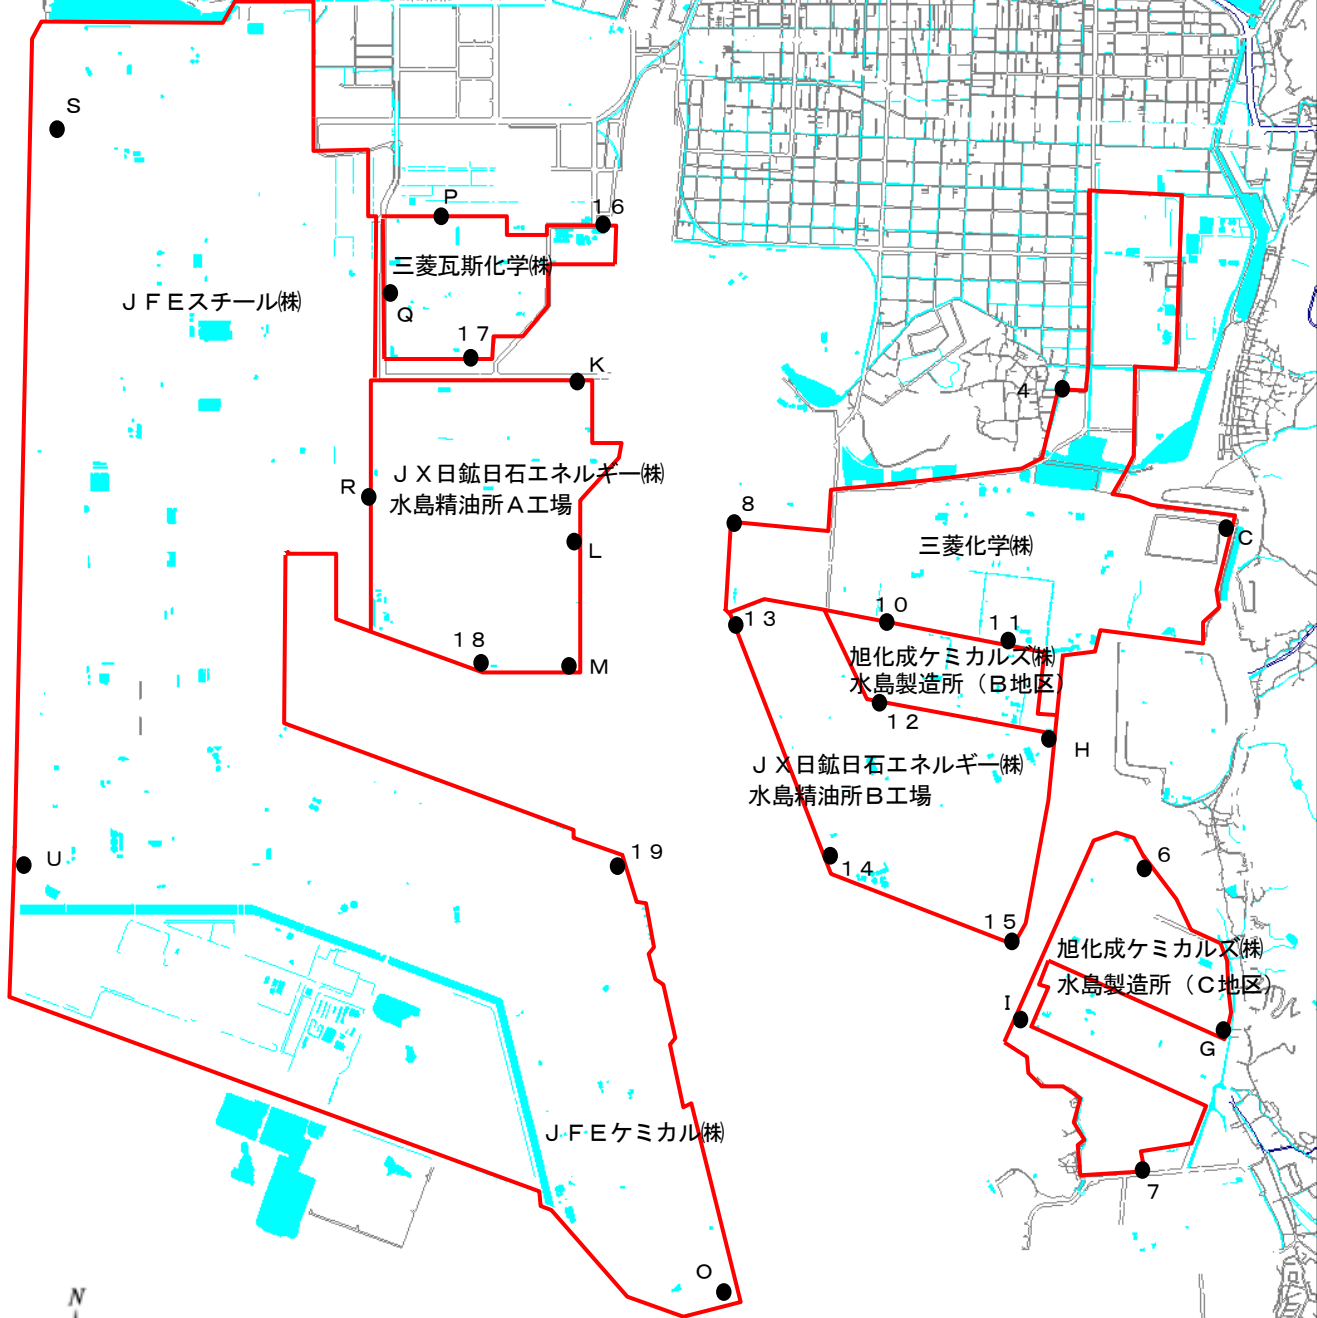 S
P
16
三菱瓦斯化学㈱
JFEスチール㈱
Q
17
K
4
JX日鉱日石エネルギー㈱
水島精油所A工場
R
8
C
三菱化学㈱
L
10
13
11
18
M
旭化成ケミカルズ㈱
水島製造所（B地区）
12
H
JX日鉱日石エネルギー㈱
水島精油所B工場
19
U
14
6
15
旭化成ケミカルズ㈱
水島製造所（C地区）
I
G
JFEケミカル㈱
7
O
N